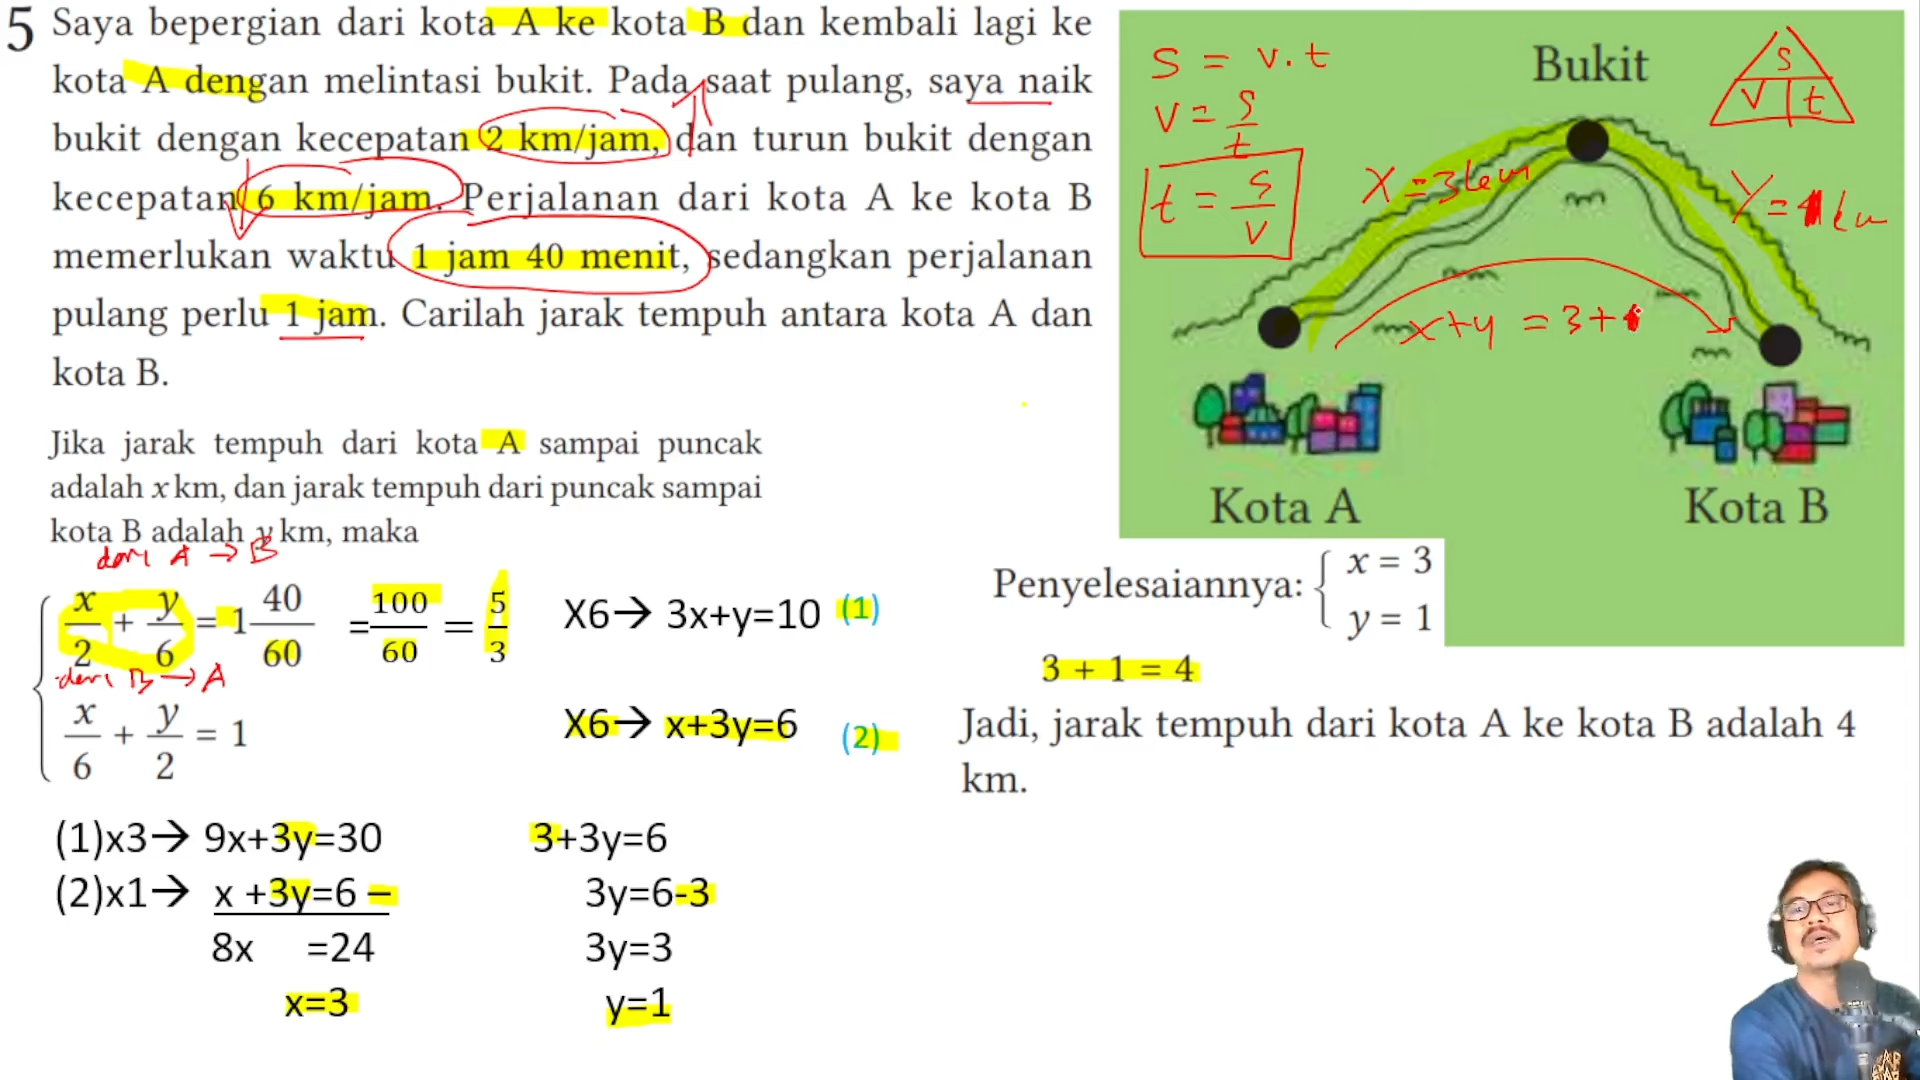 5 Saya bepergian dari kota A ke kota B dan kembali lagi ke
kota A dengan melintasi bukit. Pada saat pulang, saya naik
bukit dengan kecepatan 2 km/jam, dan turun bukit dengan
kecepatan 6 km/jam. Perjalanan dari kota A ke kota B
memerlukan waktu 1 jam 40 menit, sedangkan perjalanan
pulang perlu 1 jam. Carilah jarak tempuh antara kota A dan
kota B.
Jika jarak tempuh dari kota A sampai puncak
adalah x km, dan jarak tempuh dari puncak sampai
kota B adalah y km, maka
dari A → B
x/2 + y/6 = 1 40/60 = 100/60 = 5/3
X6→ 3x+y=10 (1)
dari B → A
x/6 + y/2 = 1
X6→ x+3y=6 (2)
(1)x3→ 9x+3y=30
(2)x1→ x +3y=6 –
8x =24
x=3
3+3y=6
3y=6-3
3y=3
y=1
S = v.t
v = s/t
t = s/v
Bukit
S
V t
X = 3 km
x+y = 3+
Kota A
Kota B
Penyelesaiannya: { x = 3
y = 1
3 + 1 = 4
Jadi, jarak tempuh dari kota A ke kota B adalah 4
km.